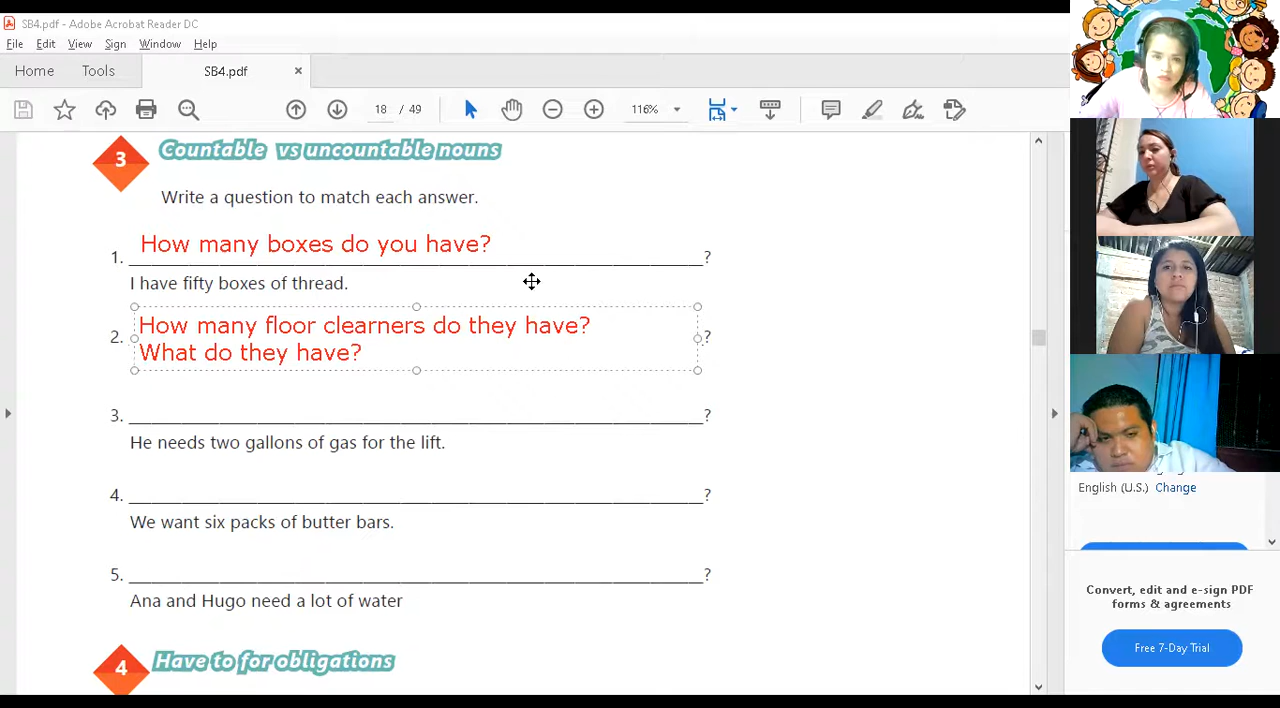 SB4.pdf - Adobe Acrobat Reader DC
File Edit View Sign Window Help
Home Tools SB4.pdf ×
18 / 49 116%
3 Countable vs uncountable nouns
Write a question to match each answer.
How many boxes do you have?
1. ?
I have fifty boxes of thread.
How many floor clearners do they have?
2. ?
What do they have?
3. ?
He needs two gallons of gas for the lift.
4. ?
We want six packs of butter bars.
5. ?
Ana and Hugo need a lot of water
4 Have to for obligations
English (U.S.) Change
Convert, edit and e-sign PDF
forms & agreements
Free 7-Day Trial